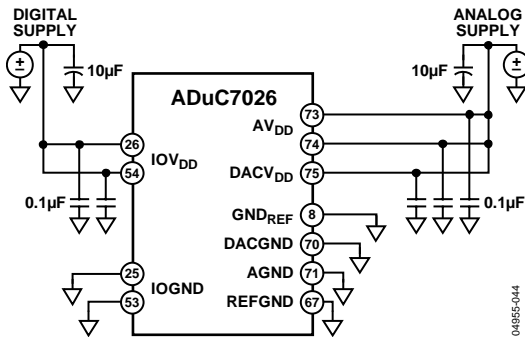 DIGITAL
SUPPLY
ANALOG
SUPPLY
10µF
10µF
ADuC7026
73
AVDD
74
26
IOVDD
54
DACVDD
75
0.1µF
0.1µF
GNDREF
8
DACGND
70
25
IOGND
AGND
71
53
REFGND
67
04955-044